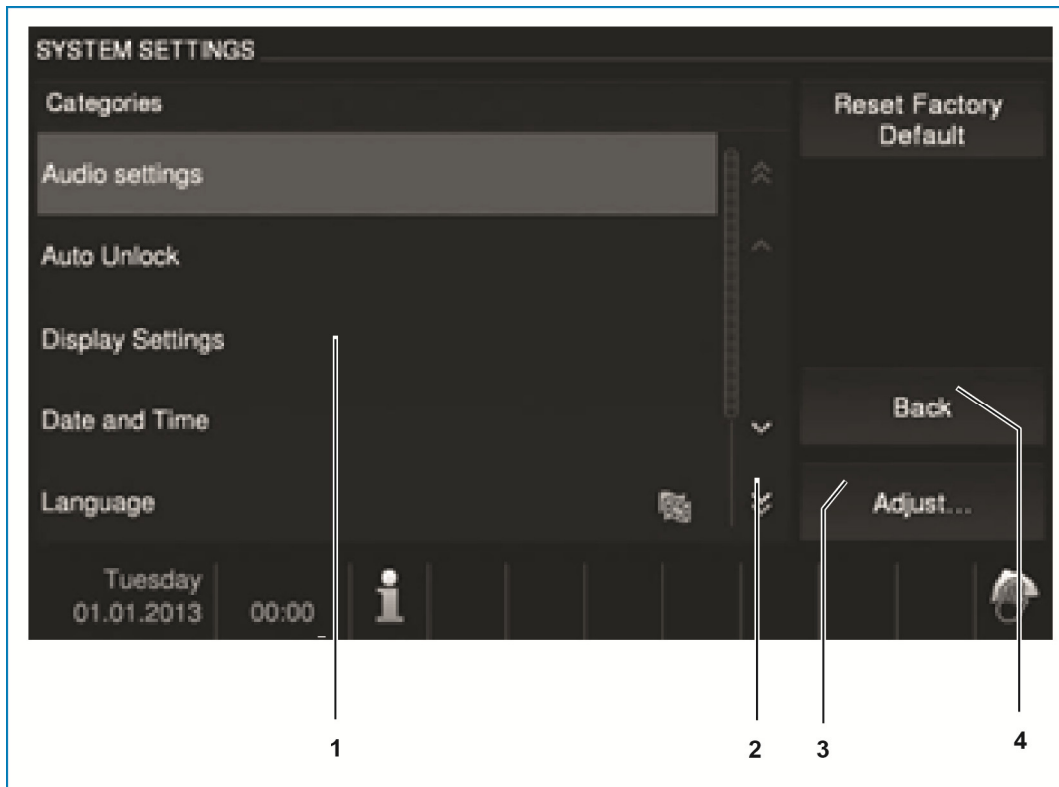 SYSTEM SETTINGS
Categories
Audio settings
Auto Unlock
Display Settings
Date and Time
Language
Reset Factory
Default
Back
Adjust...
Tuesday
01.01.2013
00:00
1
2
3
4